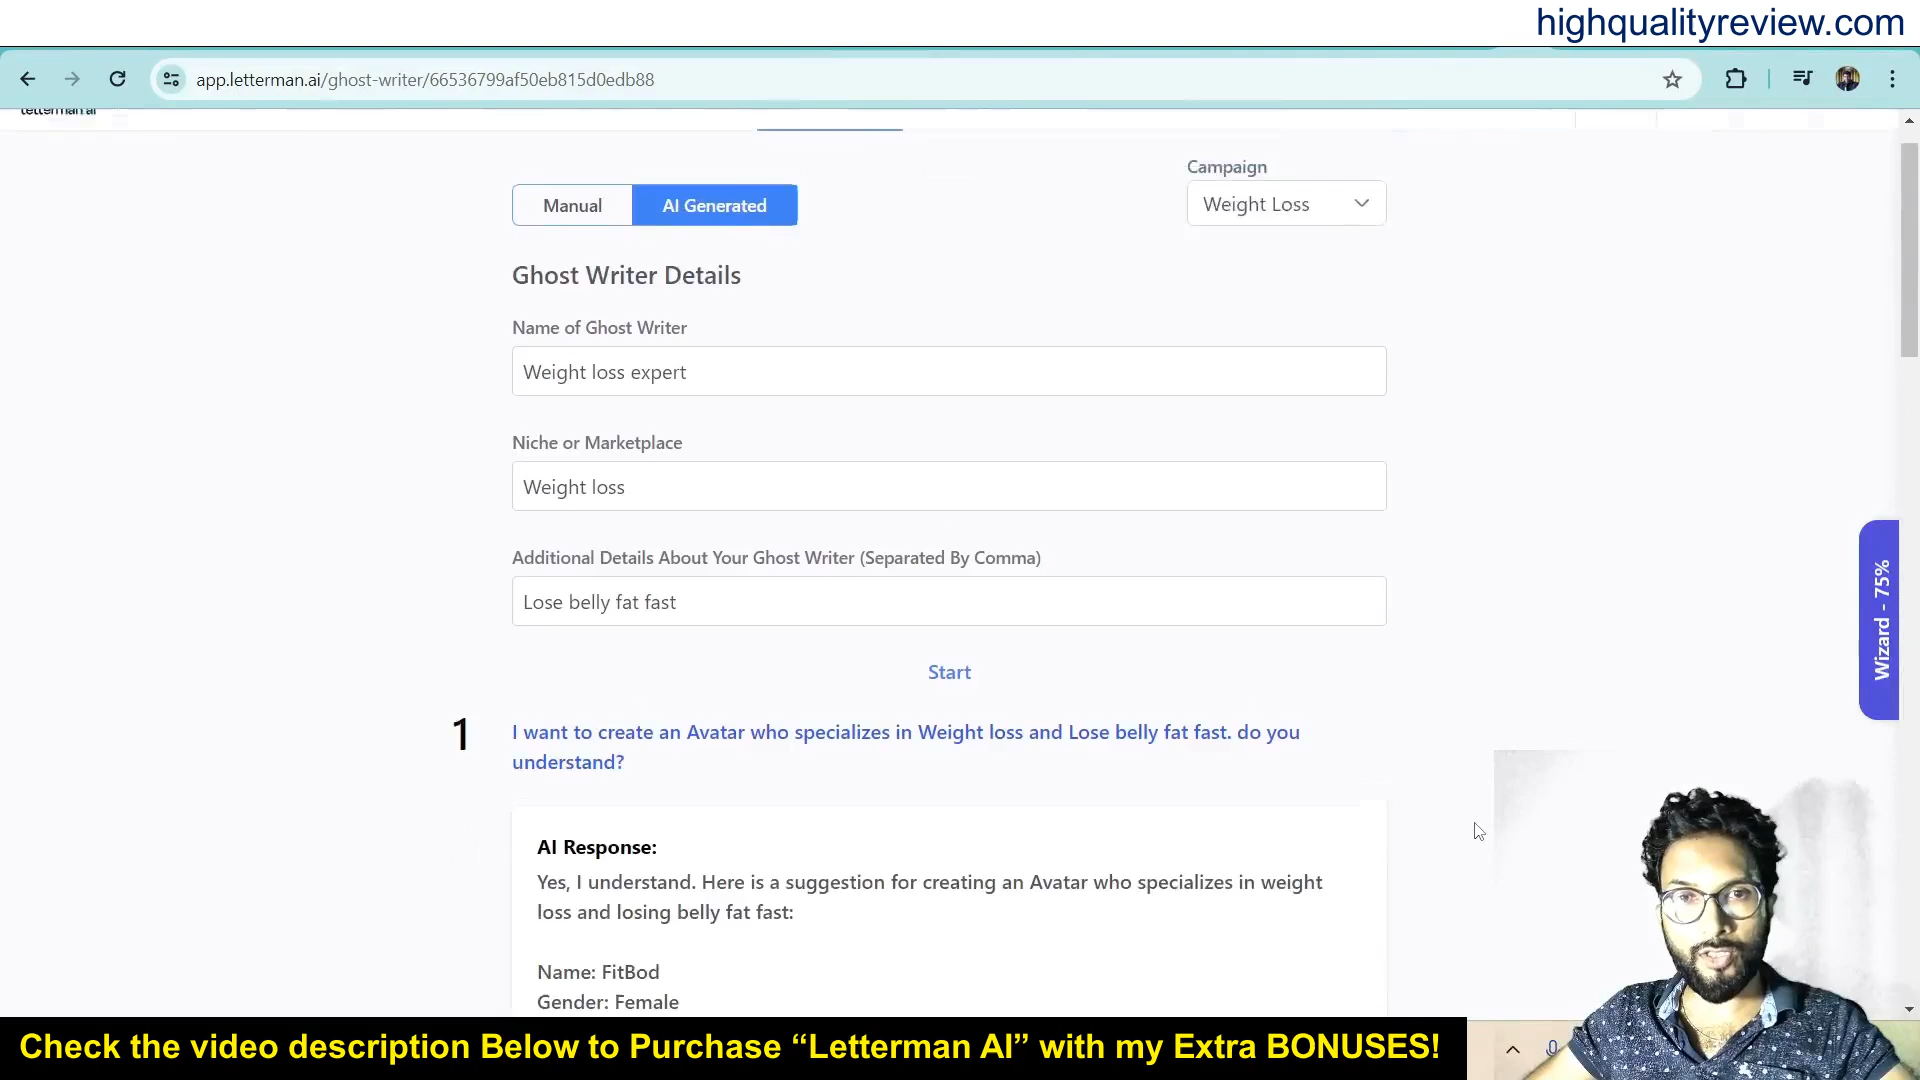 highqualityreview.com
app.letterman.ai/ghost-writer/66536799af50eb815d0edb88
letterman.ai
Campaign
Manual
AI Generated
Weight Loss
Ghost Writer Details
Name of Ghost Writer
Weight loss expert
Niche or Marketplace
Weight loss
Additional Details About Your Ghost Writer (Separated By Comma)
Lose belly fat fast
Wizard - 75%
Start
1
I want to create an Avatar who specializes in Weight loss and Lose belly fat fast. do you
understand?
AI Response:
Yes, I understand. Here is a suggestion for creating an Avatar who specializes in weight
loss and losing belly fat fast:
Name: FitBod
Gender: Female
Check the video description Below to Purchase “Letterman AI” with my Extra BONUSES!